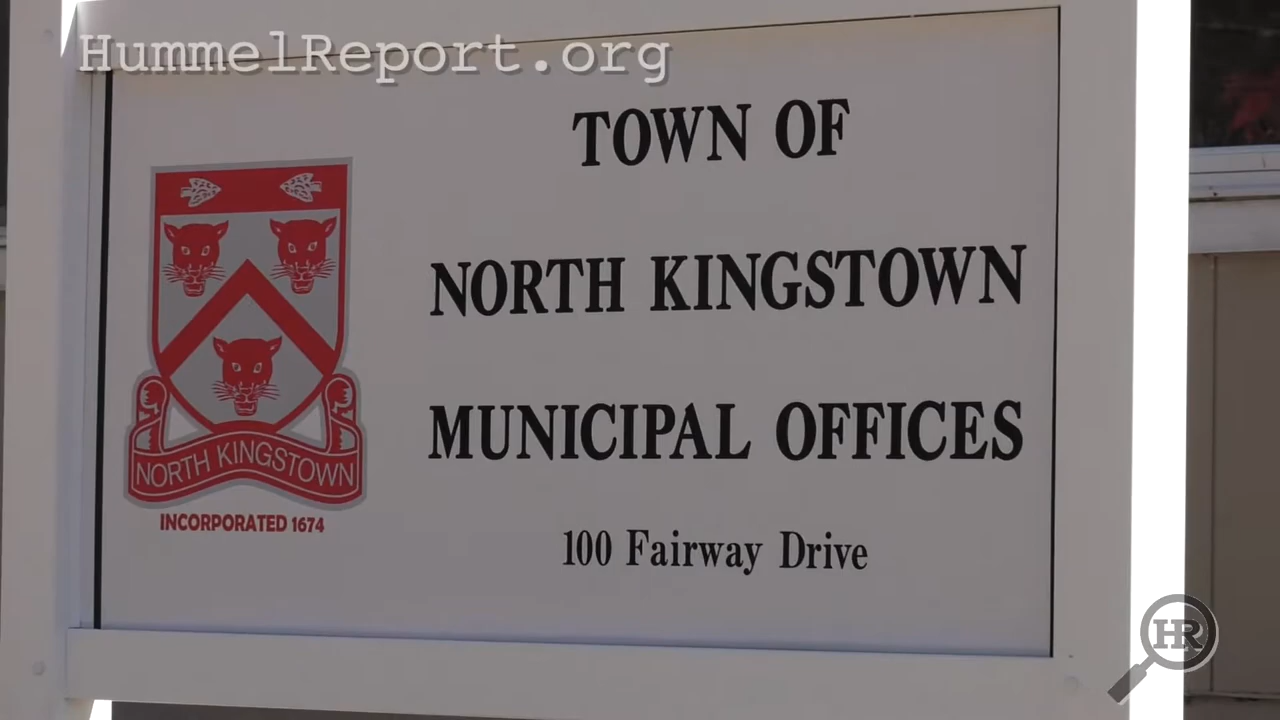 HummelReport.org
TOWN OF
NORTH KINGSTOWN
MUNICIPAL OFFICES
100 Fairway Drive
NORTH KINGSTOWN
INCORPORATED 1674
HR